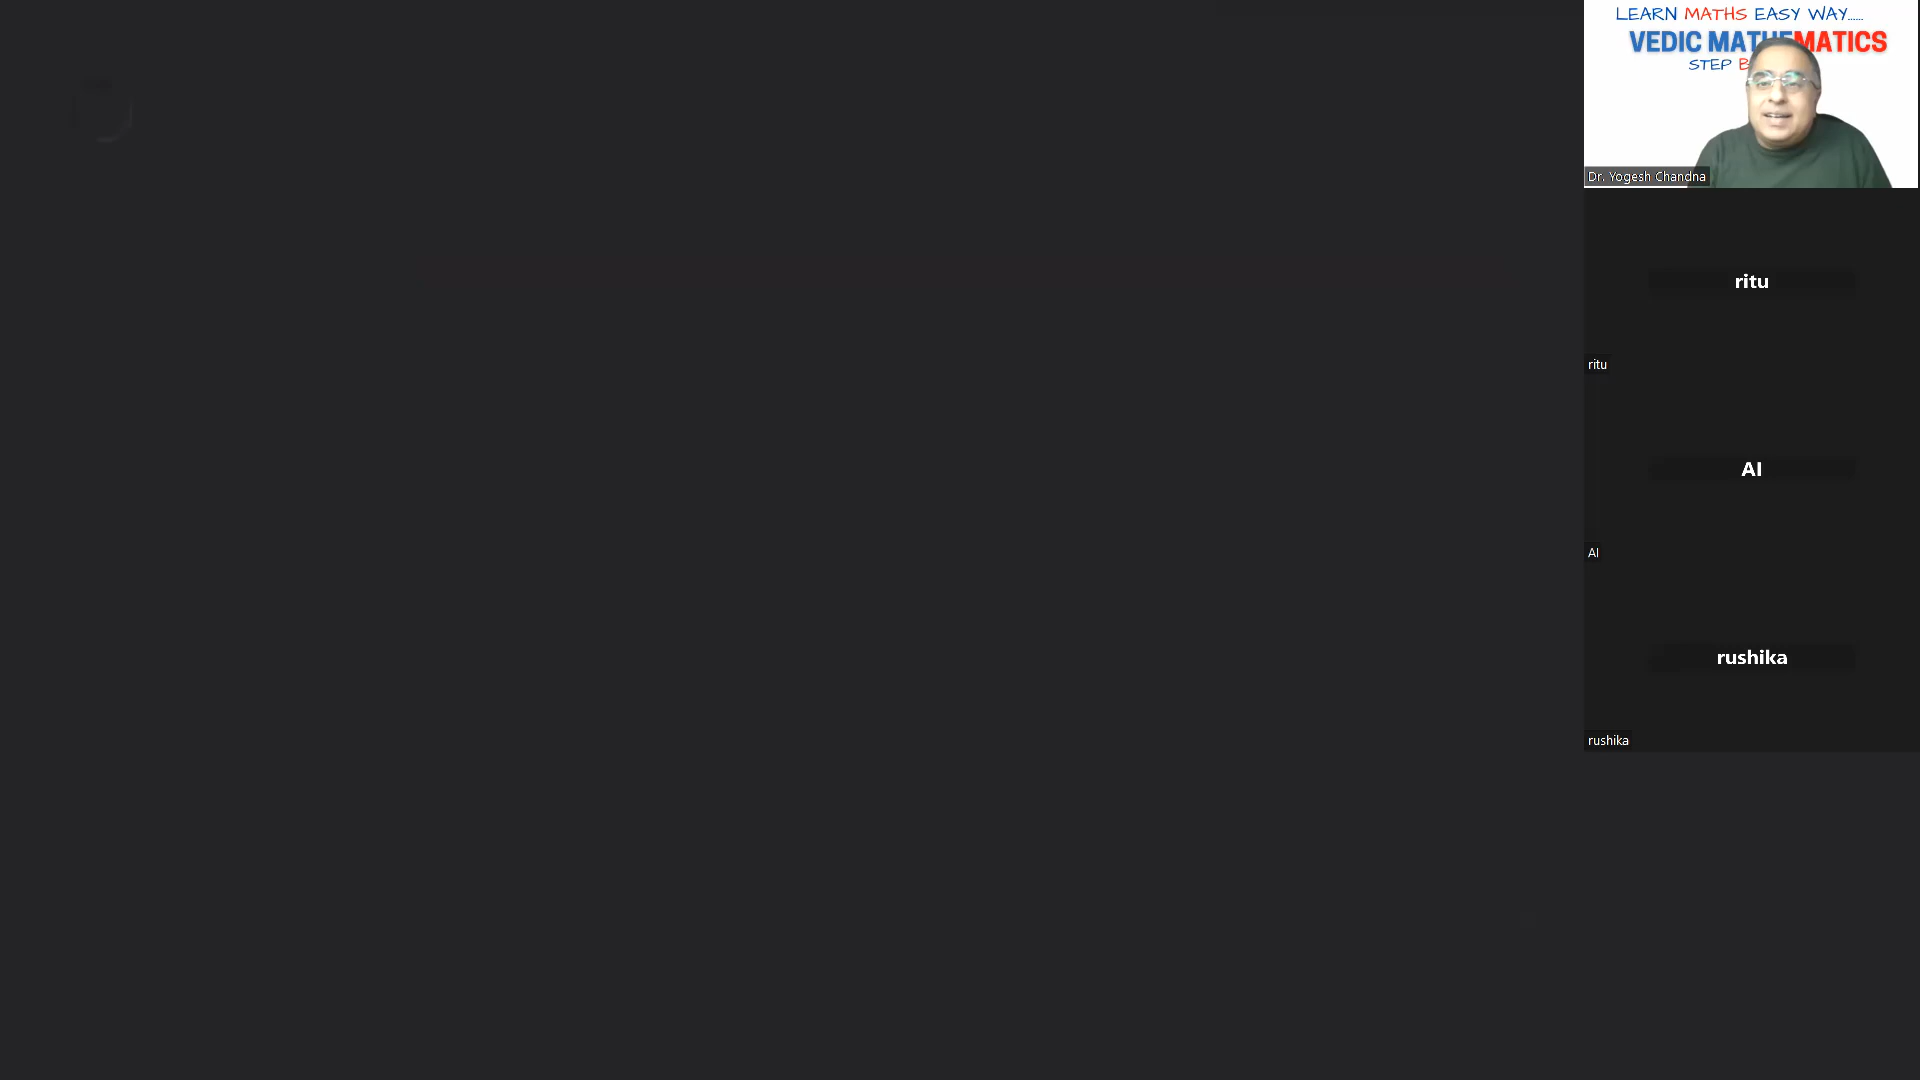 LEARN MATHS EASY WAY......
VEDIC MATHEMATICS
STEP B
Dr. Yogesh Chandna
ritu
ritu
AI
AI
rushika
rushika